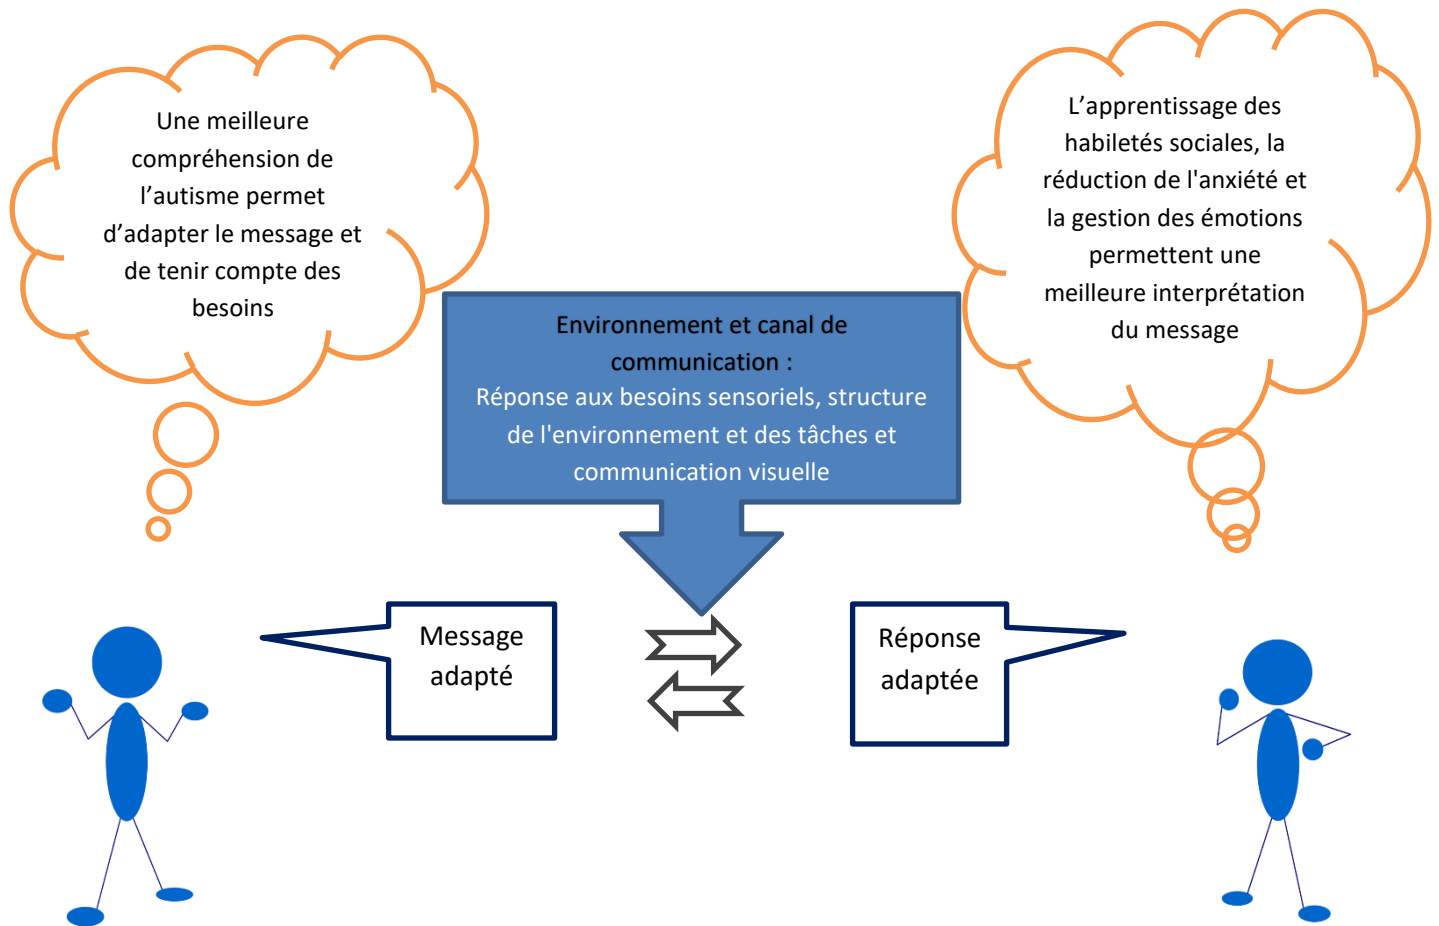 Une meilleure
compréhension de
l’autisme permet
d’adapter le message et
de tenir compte des
besoins
L’apprentissage des
habiletés sociales, la
réduction de l'anxiété et
la gestion des émotions
permettent une
meilleure interprétation
du message
Environnement et canal de
communication :
Réponse aux besoins sensoriels, structure
de l'environnement et des tâches et
communication visuelle
Message
adapté
Réponse
adaptée